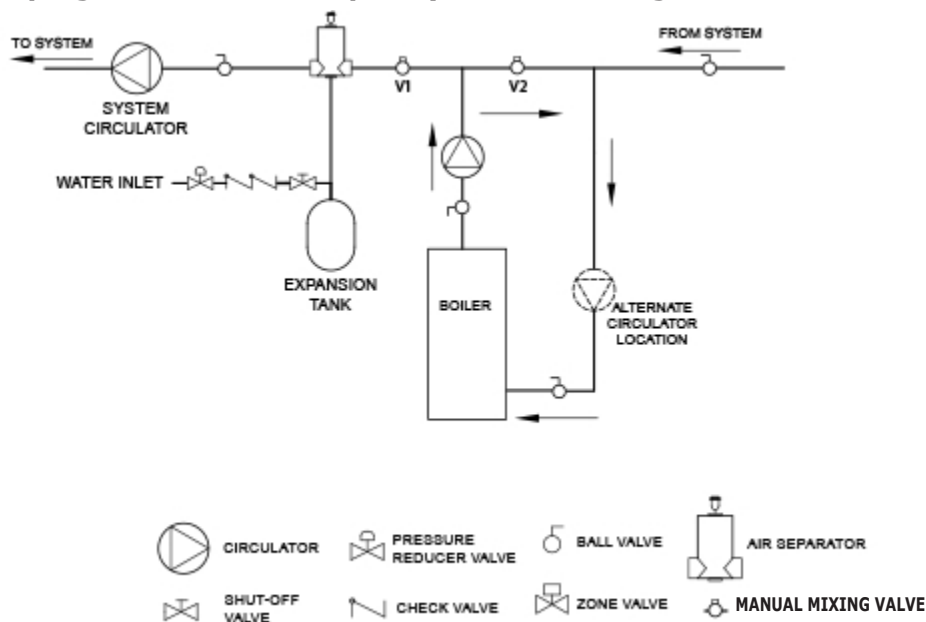 TO SYSTEM
FROM SYSTEM
V1
V2
SYSTEM
CIRCULATOR
WATER INLET
EXPANSION
TANK
BOILER
ALTERNATE
CIRCULATOR
LOCATION
CIRCULATOR
PRESSURE
REDUCER VALVE
BALL VALVE
AIR SEPARATOR
SHUT-OFF
VALVE
CHECK VALVE
ZONE VALVE
MANUAL MIXING VALVE